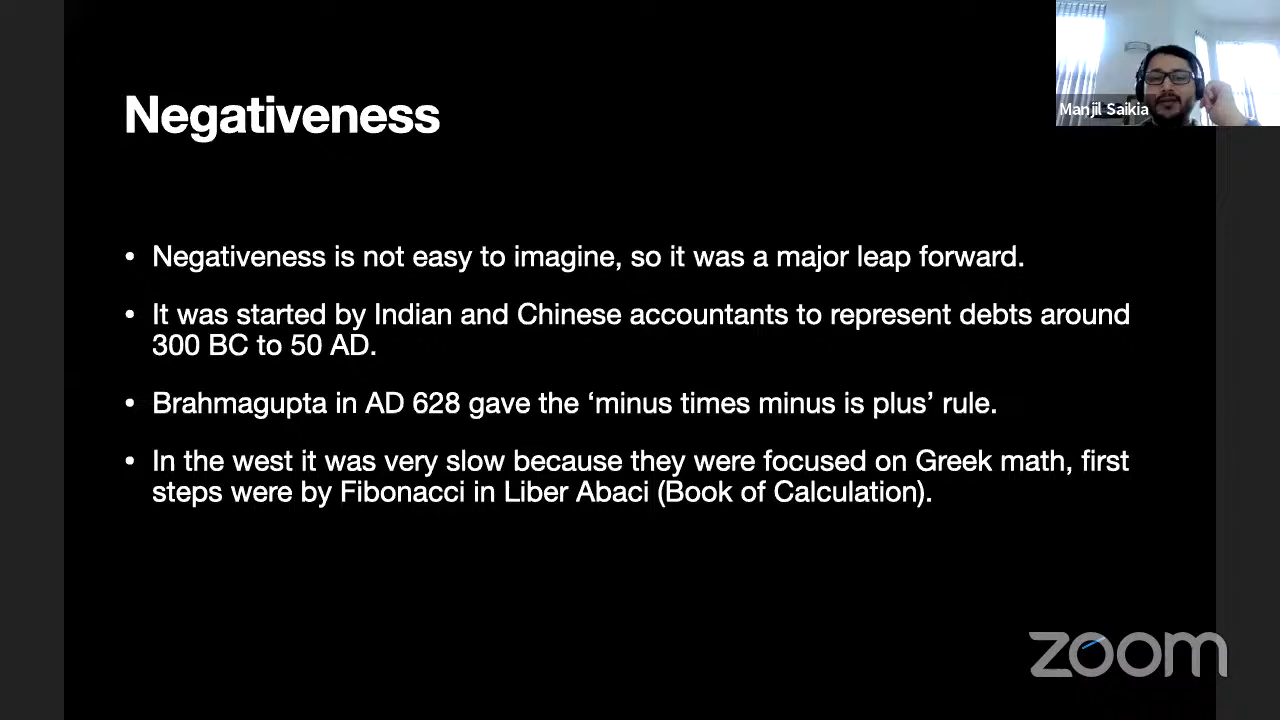 Negativeness
Manjil Saikia
• Negativeness is not easy to imagine, so it was a major leap forward.
• It was started by Indian and Chinese accountants to represent debts around
300 BC to 50 AD.
• Brahmagupta in AD 628 gave the ‘minus times minus is plus’ rule.
• In the west it was very slow because they were focused on Greek math, first
steps were by Fibonacci in Liber Abaci (Book of Calculation).
zoom